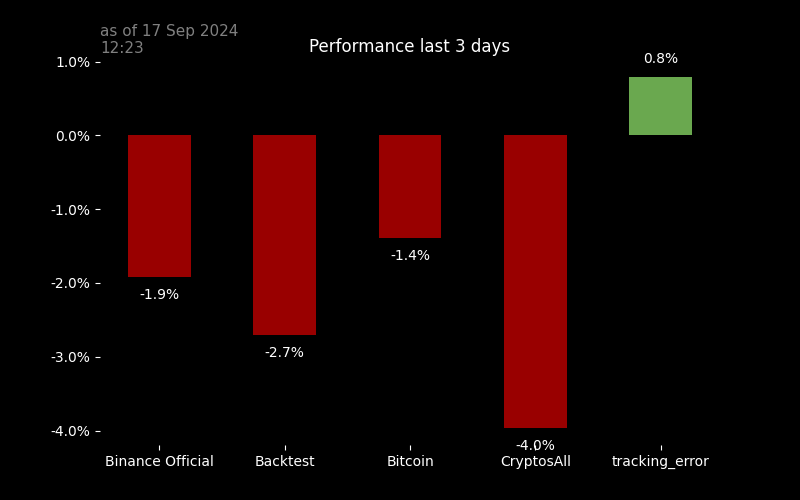 as of 17 Sep 2024
12:23
Performance last 3 days
1.0%
0.0%
-1.0%
-2.0%
-3.0%
-4.0%
-1.9%
-2.7%
-1.4%
-4.0%
0.8%
Binance Official
Backtest
Bitcoin
CryptosAll
tracking_error